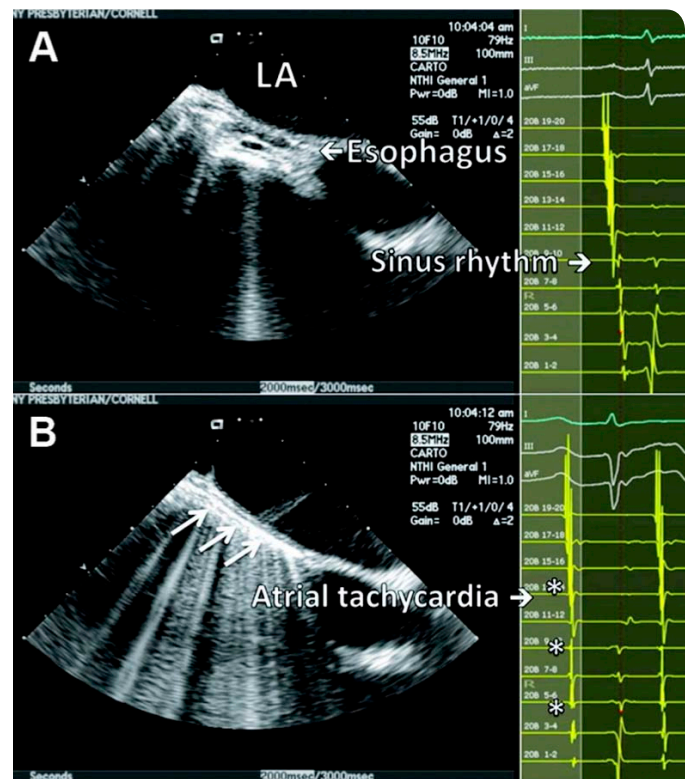 NY PRESBYTERIAN/CORNELL
A
LA
10:04:04 am
10F10 79Hz
8.5MHz 100mm
CARTO
NTHI General 1
Pwr=0dB MI=1.0
55dB T1/+1/0/ 4
Gain= 0dB Δ=2
←Esophagus
Sinus rhythm →
Seconds 2000msec/3000msec
I
III
aVF
20B 19-20
20B 17-18
20B 15-16
20B 13-14
20B 11-12
20B 9-10
20B 7-8
R
20B 5-6
20B 3-4
20B 1-2
NY PRESBYTERIAN/CORNELL
B
10:04:12 am
10F10 79Hz
8.5MHz 100mm
CARTO
NTHI General 1
Pwr=0dB MI=1.0
55dB T1/+1/0/ 4
Gain= 0dB Δ=2
Atrial tachycardia →
Seconds 2000msec/3000msec
I
III
aVF
20B 19-20
20B 17-18
20B 15-16
20B 1 *
20B 11-12
20B 9 *
20B 7-8
R
20B 5-6
*
20B 3-4
20B 1-2